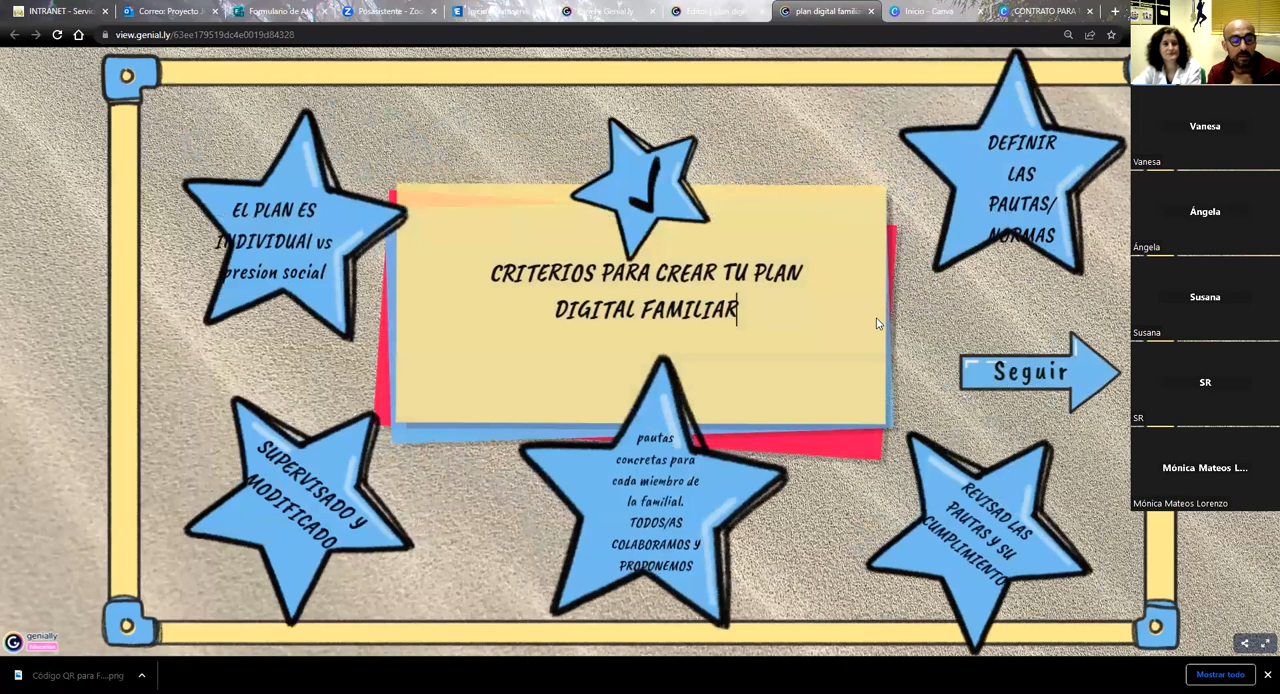 INTRANET - Servic
Correo: Proyecto J
Formulario de Al
Posasistente - Zo
plan digital familia
Inicio - Canva
CONTRATO PARA
view.genial.ly/63ee179519dc4e0019d84328
EL PLAN ES
INDIVIDUAL vs
presion social
CRITERIOS PARA CREAR TU PLAN
DIGITAL FAMILIAR
DEFINIR
LAS
PAUTAS/
NORMAS
Seguir
SUPERVISADO Y
MODIFICADO
pautas
concretas para
cada miembro de
la familial.
TODOS/AS
COLABORAMOS Y
PROPONEMOS
REVISAD LAS
PAUTAS Y SU
CUMPLIMIENTO
Vanesa
Vanesa
Ángela
Ángela
Susana
Susana
SR
SR
Mónica Mateos L...
Mónica Mateos Lorenzo
genially
Education
Código QR para F....png
Mostrar todo